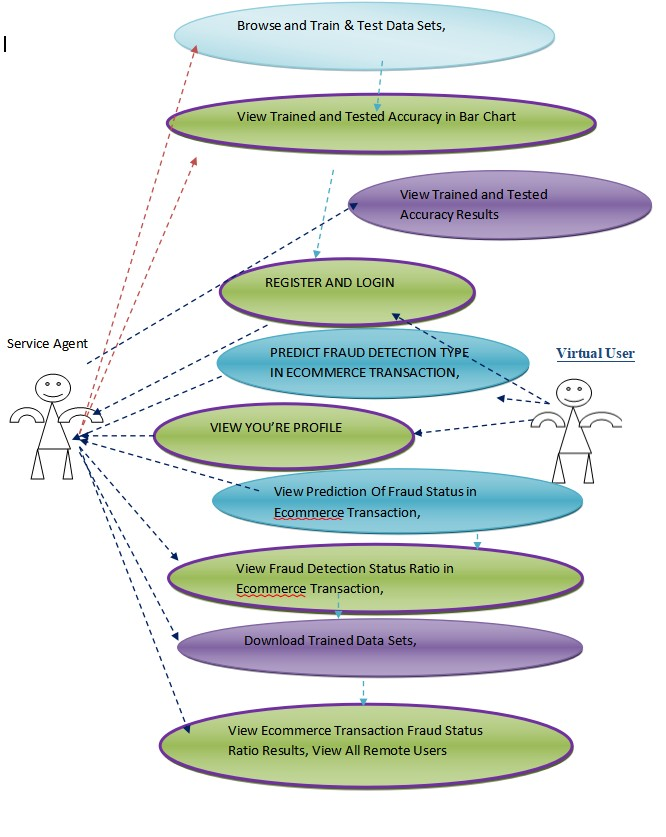 Browse and Train & Test Data Sets,
View Trained and Tested Accuracy in Bar Chart
View Trained and Tested
Accuracy Results
REGISTER AND LOGIN
Service Agent
PREDICT FRAUD DETECTION TYPE
IN ECOMMERCE TRANSACTION,
Virtual User
VIEW YOU’RE PROFILE
View Prediction Of Fraud Status in
Ecommerce Transaction,
View Fraud Detection Status Ratio in
Ecommerce Transaction,
Download Trained Data Sets,
View Ecommerce Transaction Fraud Status
Ratio Results, View All Remote Users